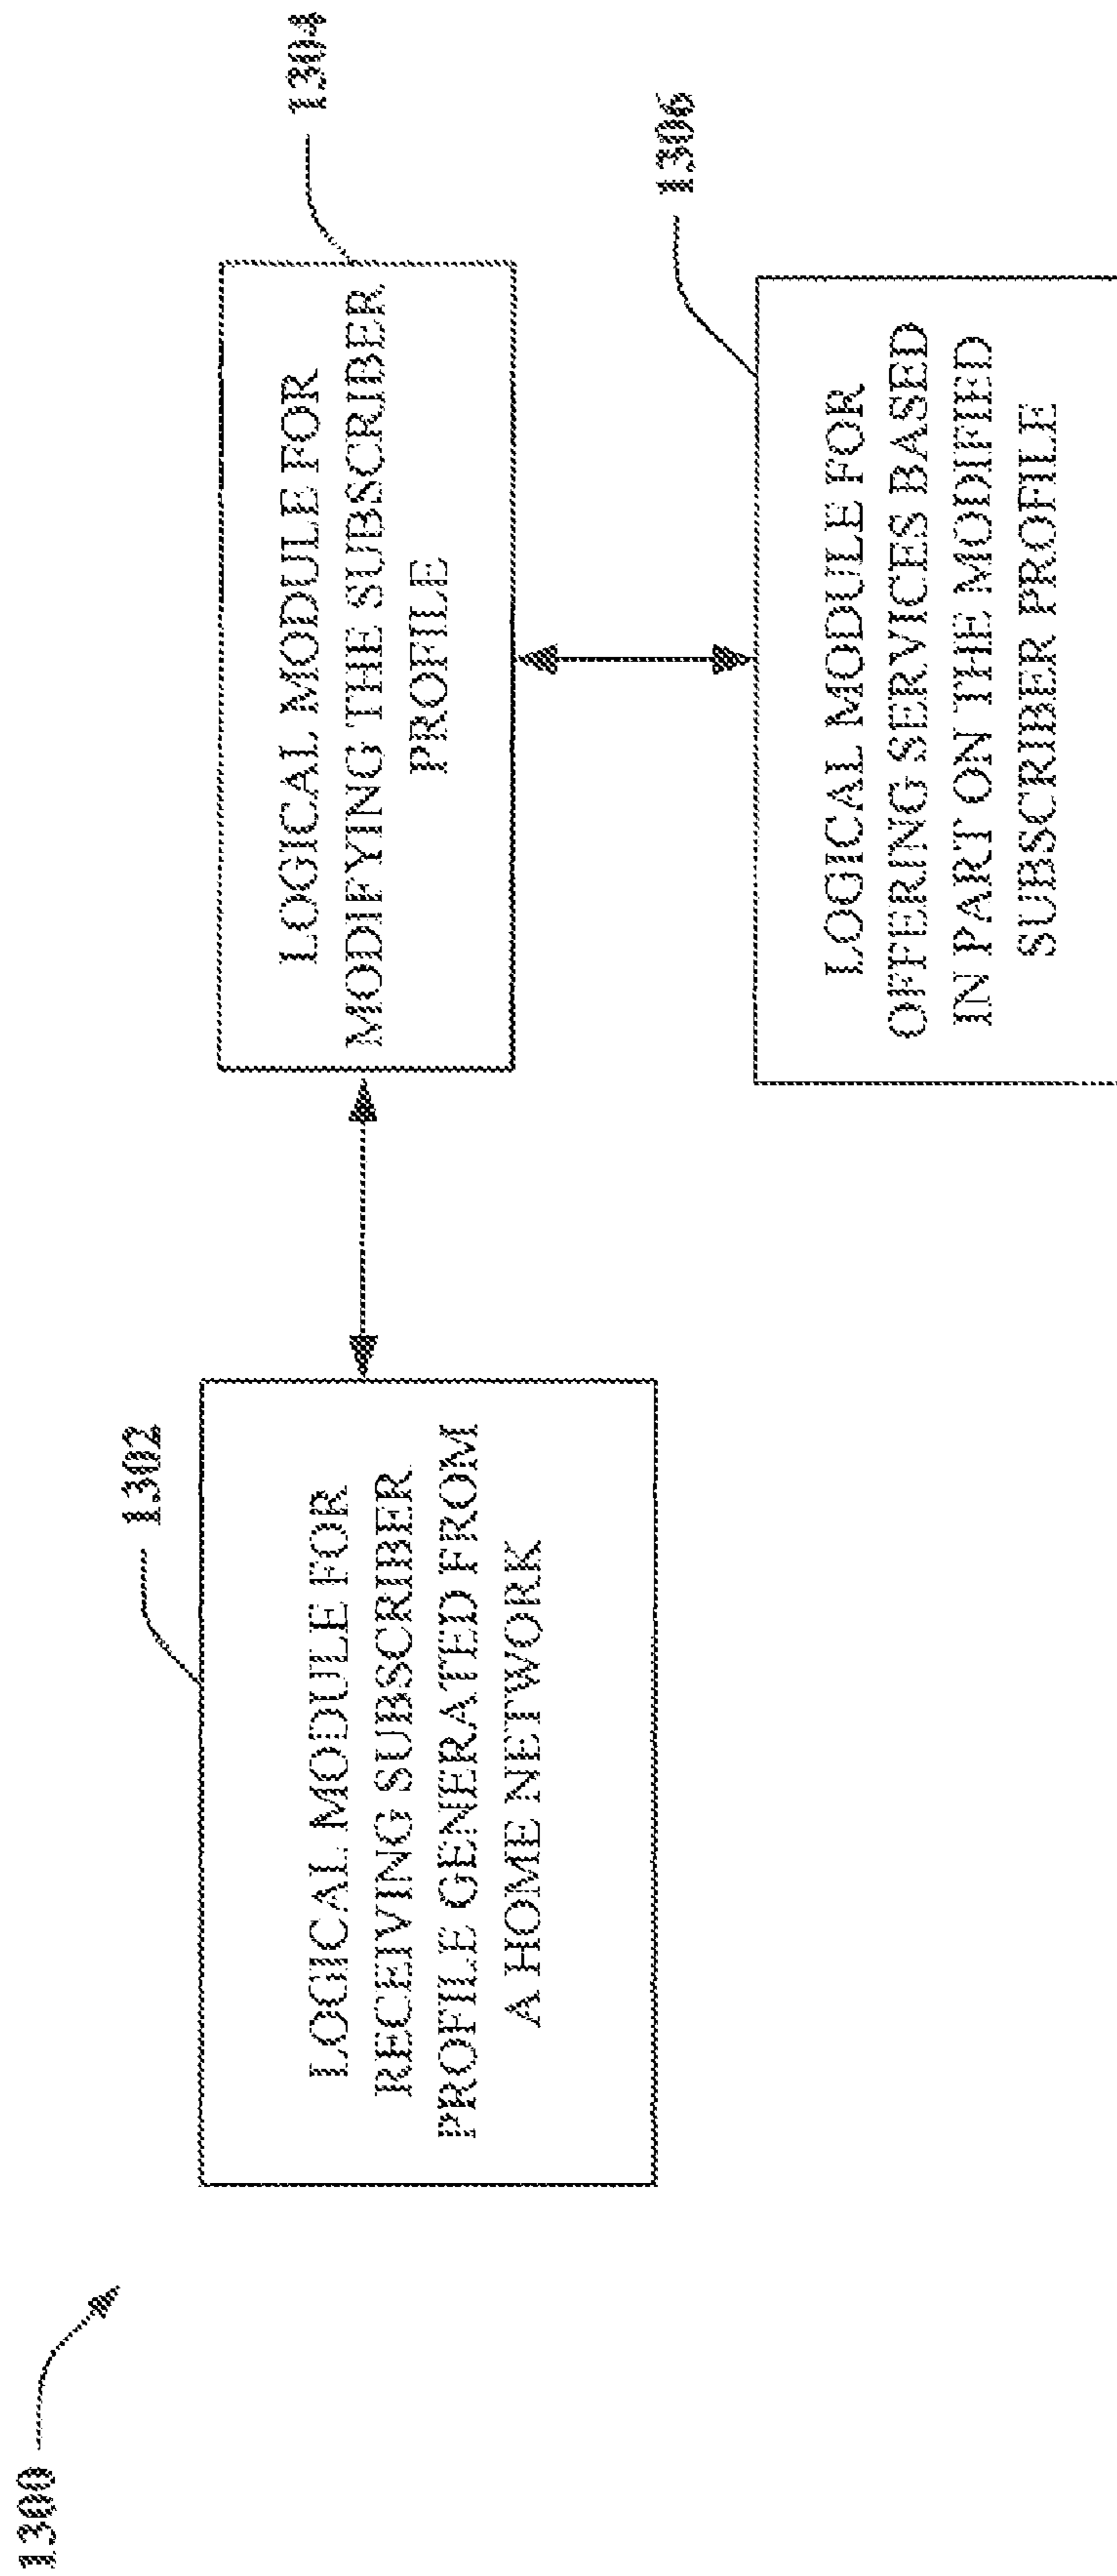 1300
1302
LOGICAL MODULE FOR
RECEIVING SUBSCRIBER
PROFILE GENERATED FROM
A HOME NETWORK
1304
LOGICAL MODULE FOR
MODIFYING THE SUBSCRIBER
PROFILE
1306
LOGICAL MODULE FOR
OFFERING SERVICES BASED
IN PART ON THE MODIFIED
SUBSCRIBER PROFILE